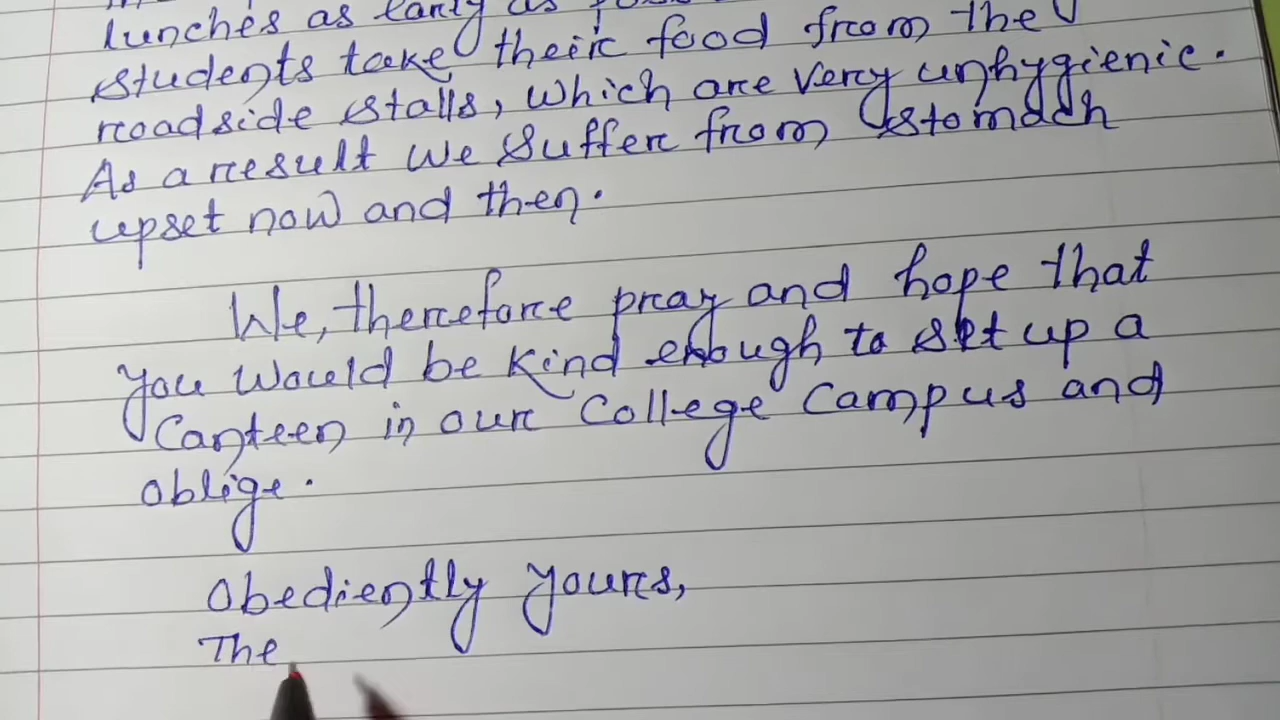 lunches as early as
students take their food from the
roadside stalls, which are very unhygienic.
As a result we suffer from stomach
upset now and then.
We, therefore pray and hope that
you would be kind enough to set up a
Canteen in our College Campus and
oblige.
Obediently yours,
The